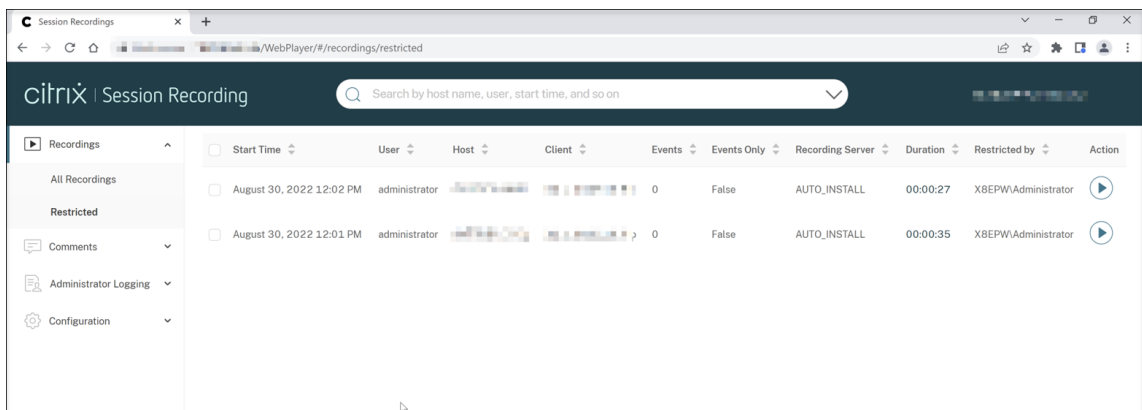 Session Recordings
/WebPlayer/#/recordings/restricted
citrix | Session Recording
Search by host name, user, start time, and so on
Recordings
All Recordings
Restricted
Comments
Administrator Logging
Configuration
Start Time User Host Client Events Events Only Recording Server Duration Restricted by Action
August 30, 2022 12:02 PM administrator 0 False AUTO_INSTALL 00:00:27 X8EPW\Administrator
August 30, 2022 12:01 PM administrator 0 False AUTO_INSTALL 00:00:35 X8EPW\Administrator